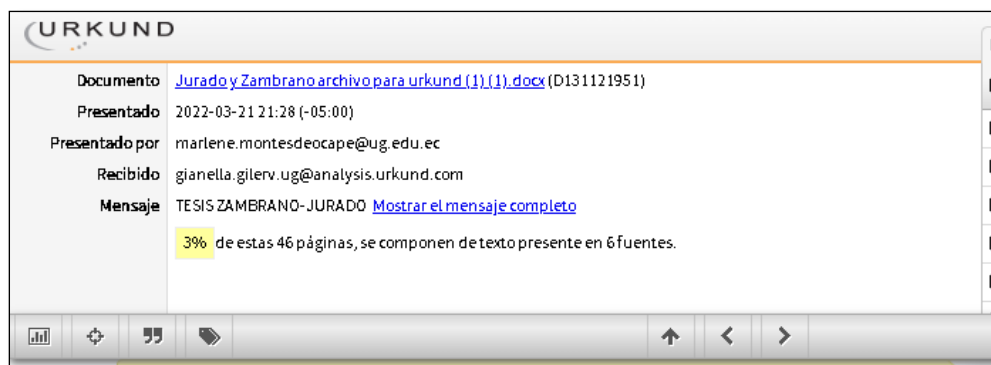 URKUND
Documento Jurado y Zambrano archivo para urkund (1) (1).docx (D131121951)
Presentado 2022-03-21 21:28 (-05:00)
Presentado por marlene.montesdeocape@ug.edu.ec
Recibido gianella.gilerv.ug@analysis.urkund.com
Mensaje TESIS ZAMBRANO-JURADO Mostrar el mensaje completo
3% de estas 46 páginas, se componen de texto presente en 6 fuentes.